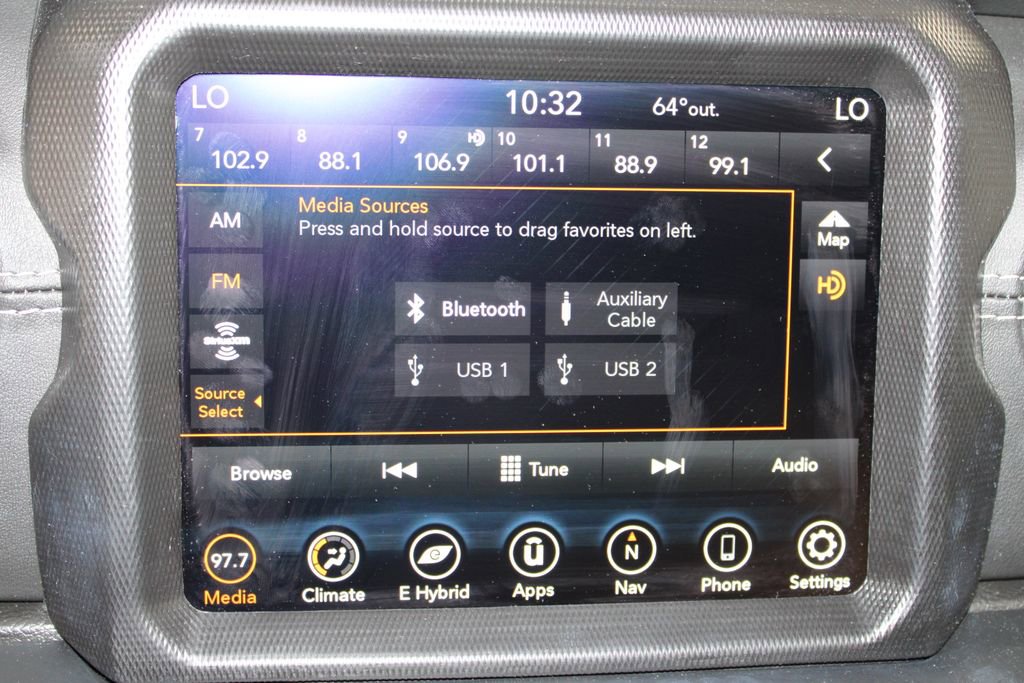 LO
10:32
64°out.
LO
7
102.9
8
88.1
9
HD
106.9
10
101.1
11
88.9
12
99.1
AM
Media Sources
Press and hold source to drag favorites on left.
Map
FM
HD
Bluetooth
Auxiliary
Cable
SiriusXM
USB 1
USB 2
Source
Select
Browse
Tune
Audio
97.7
Media
Climate
e
E Hybrid
ū
Apps
N
Nav
Phone
Settings